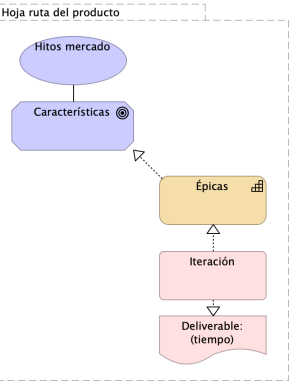 Hoja ruta del producto
Hitos mercado
Características
Épicas
Iteración
Deliverable:
(tiempo)